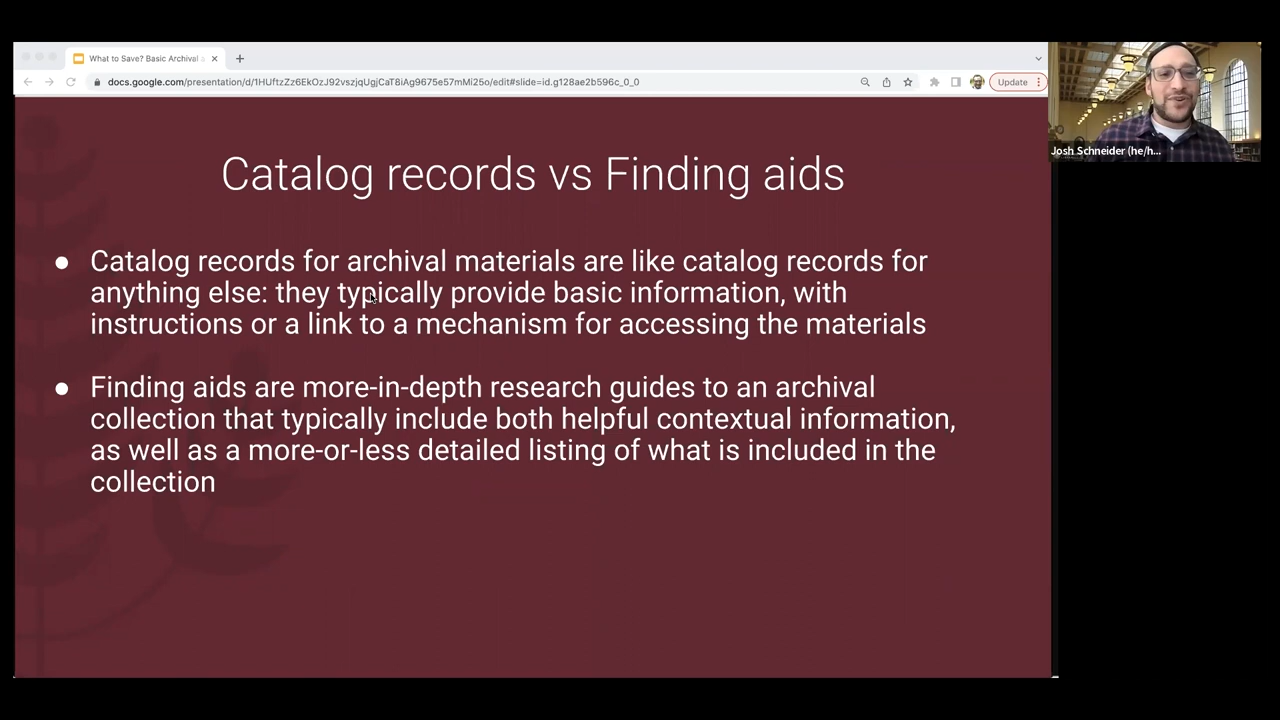 What to Save? Basic Archival
docs.google.com/presentation/d/1HUftzZz6EkOzJ92vszjqUgjCaT8iAg9675e57mMi25o/edit#slide=id.g128ae2b596c_0_0
Update
Josh Schneider (he/h...
Catalog records vs Finding aids
● Catalog records for archival materials are like catalog records for
anything else: they typically provide basic information, with
instructions or a link to a mechanism for accessing the materials
● Finding aids are more-in-depth research guides to an archival
collection that typically include both helpful contextual information,
as well as a more-or-less detailed listing of what is included in the
collection